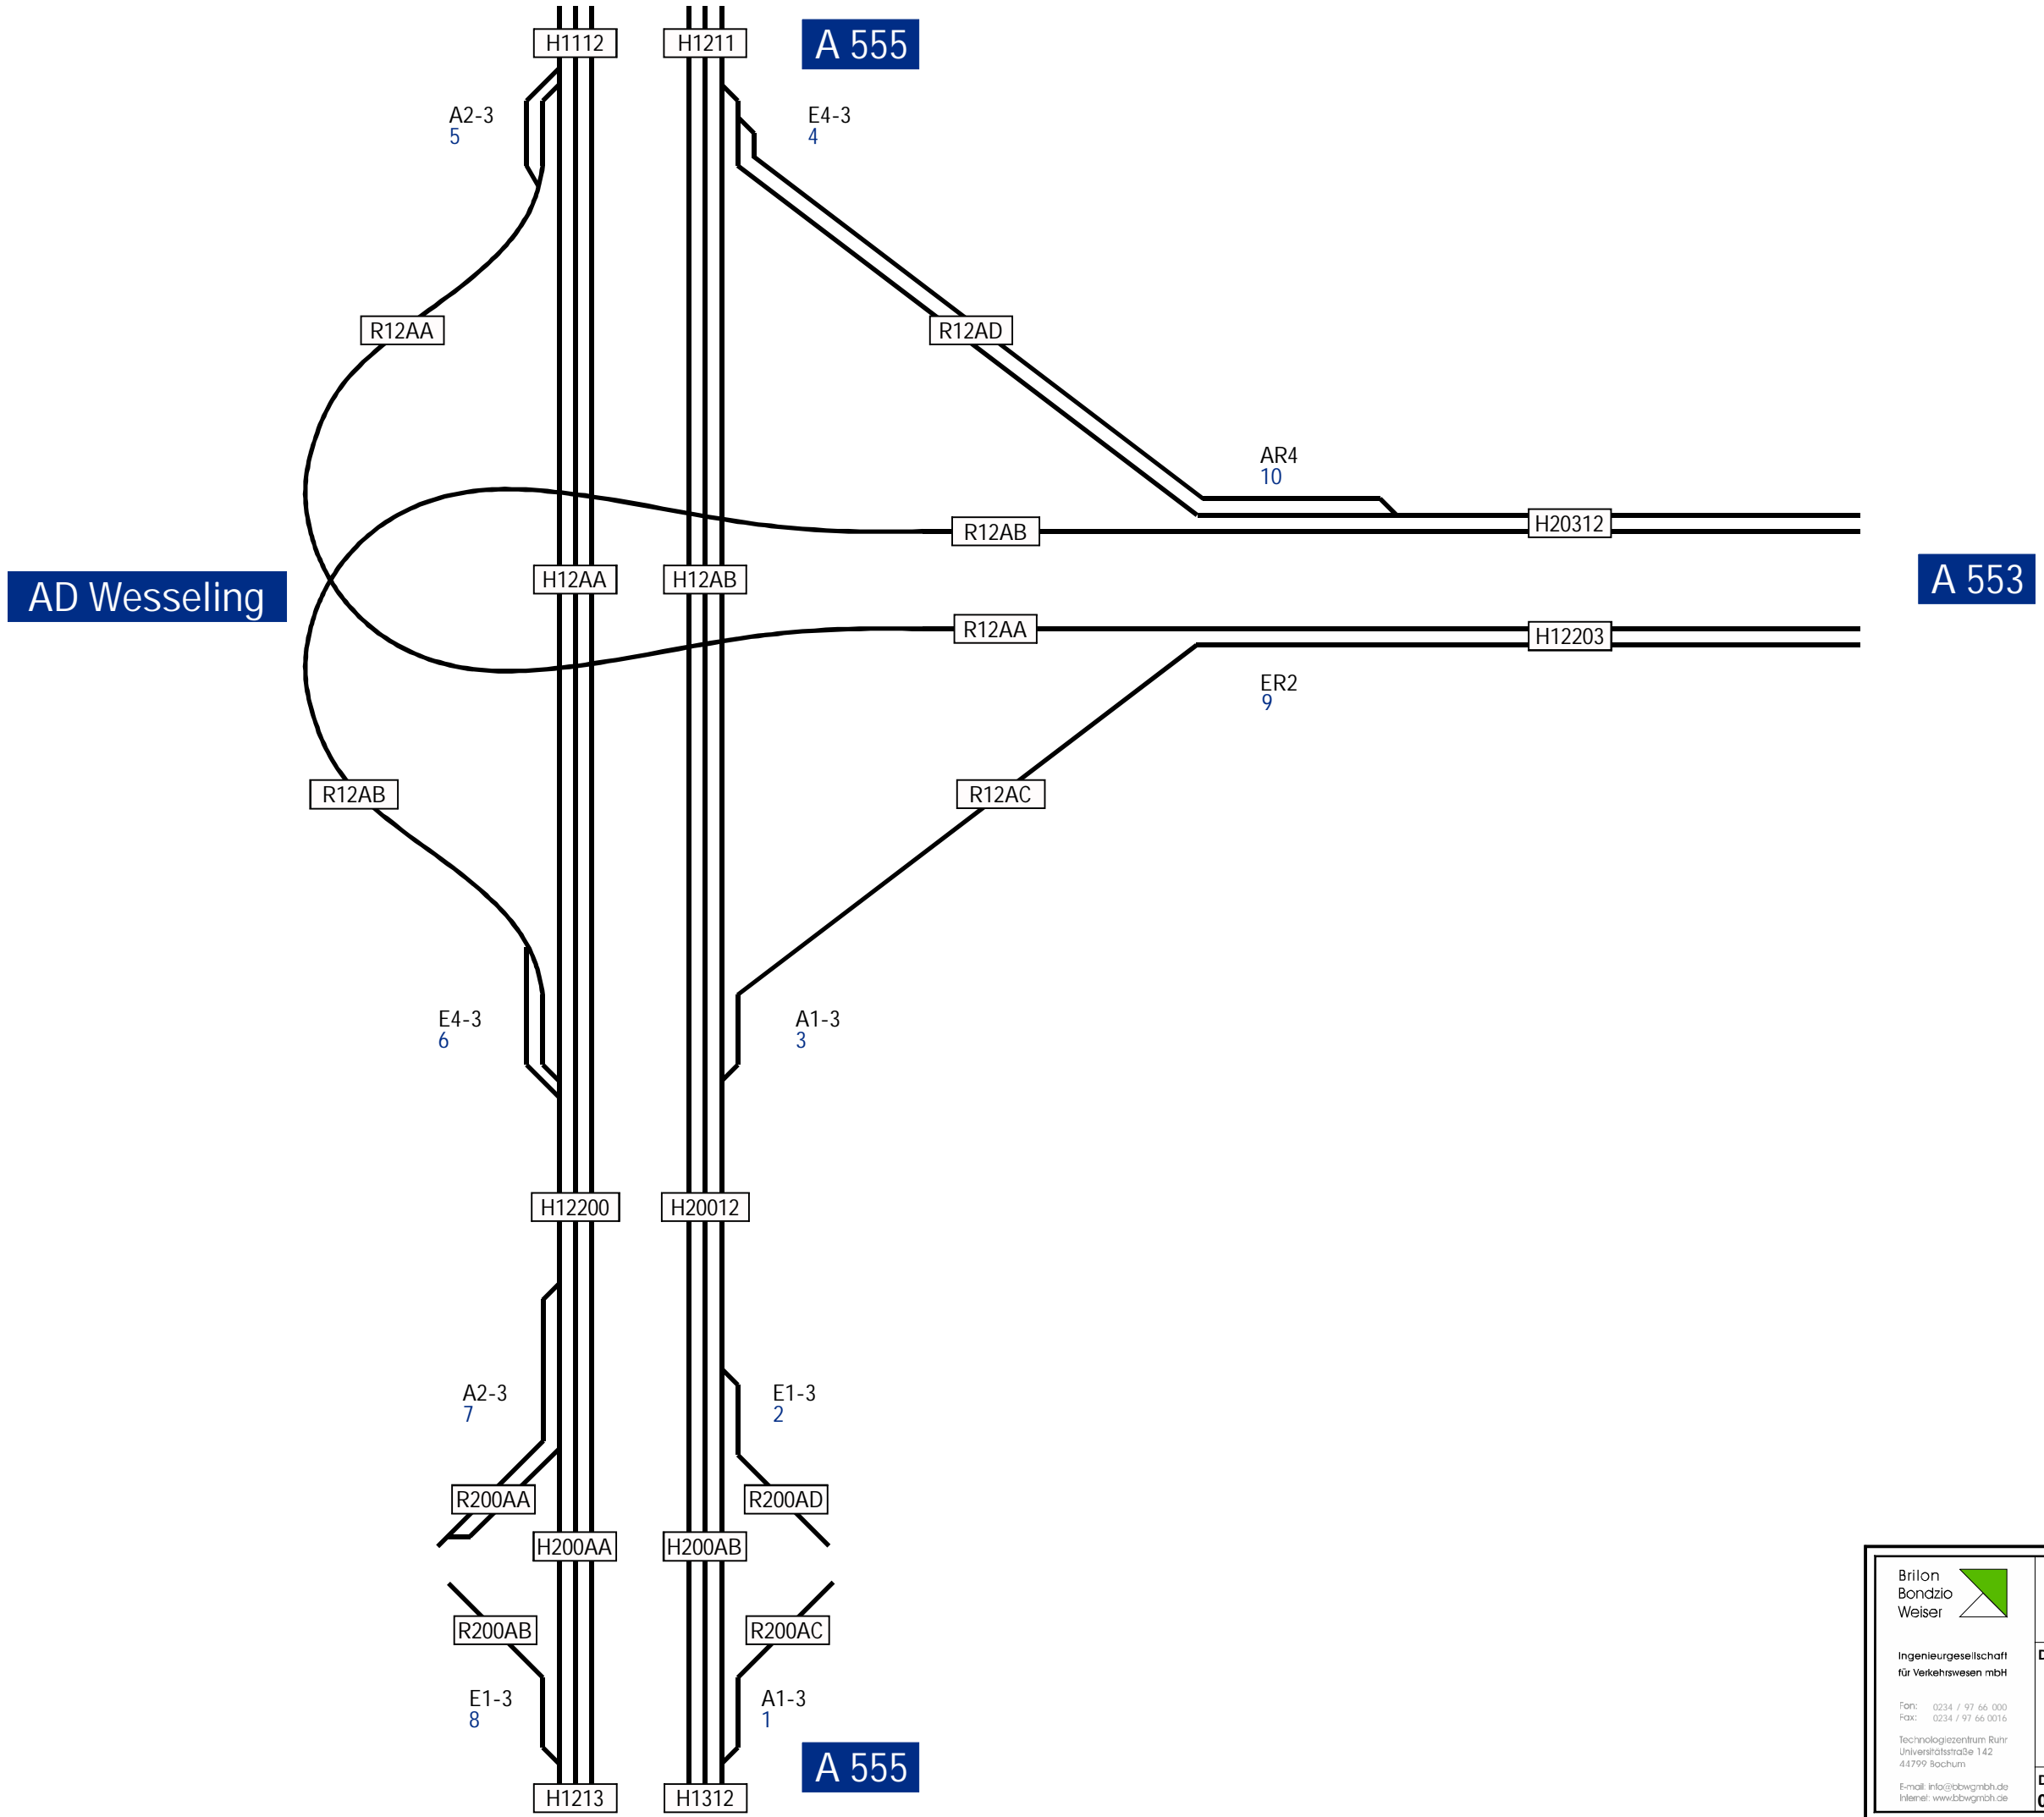 H1112
H1211
A 555
A2-3
5
E4-3
4
R12AA
R12AD
AR4
10
H20312
R12AB
H12AA
H12AB
A 553
AD Wesseling
R12AA
H12203
ER2
9
R12AB
R12AC
E4-3
6
A1-3
3
H12200
H20012
A2-3
7
E1-3
2
R200AA
R200AD
H200AA
H200AB
R200AB
R200AC
E1-3
8
A1-3
1
A 555
H1213
H1312
Brilon
Bondzio
Weiser
Ingenieurgesellschaft
für Verkehrswesen mbH
Fon: 0234 / 97 66 000
Fax: 0234 / 97 66 0016
Technologiezentrum Ruhr
Universitätsstraße 142
44799 Bochum
E-mail: info@bbwgmbh.de
Internet: www.bbwgmbh.de